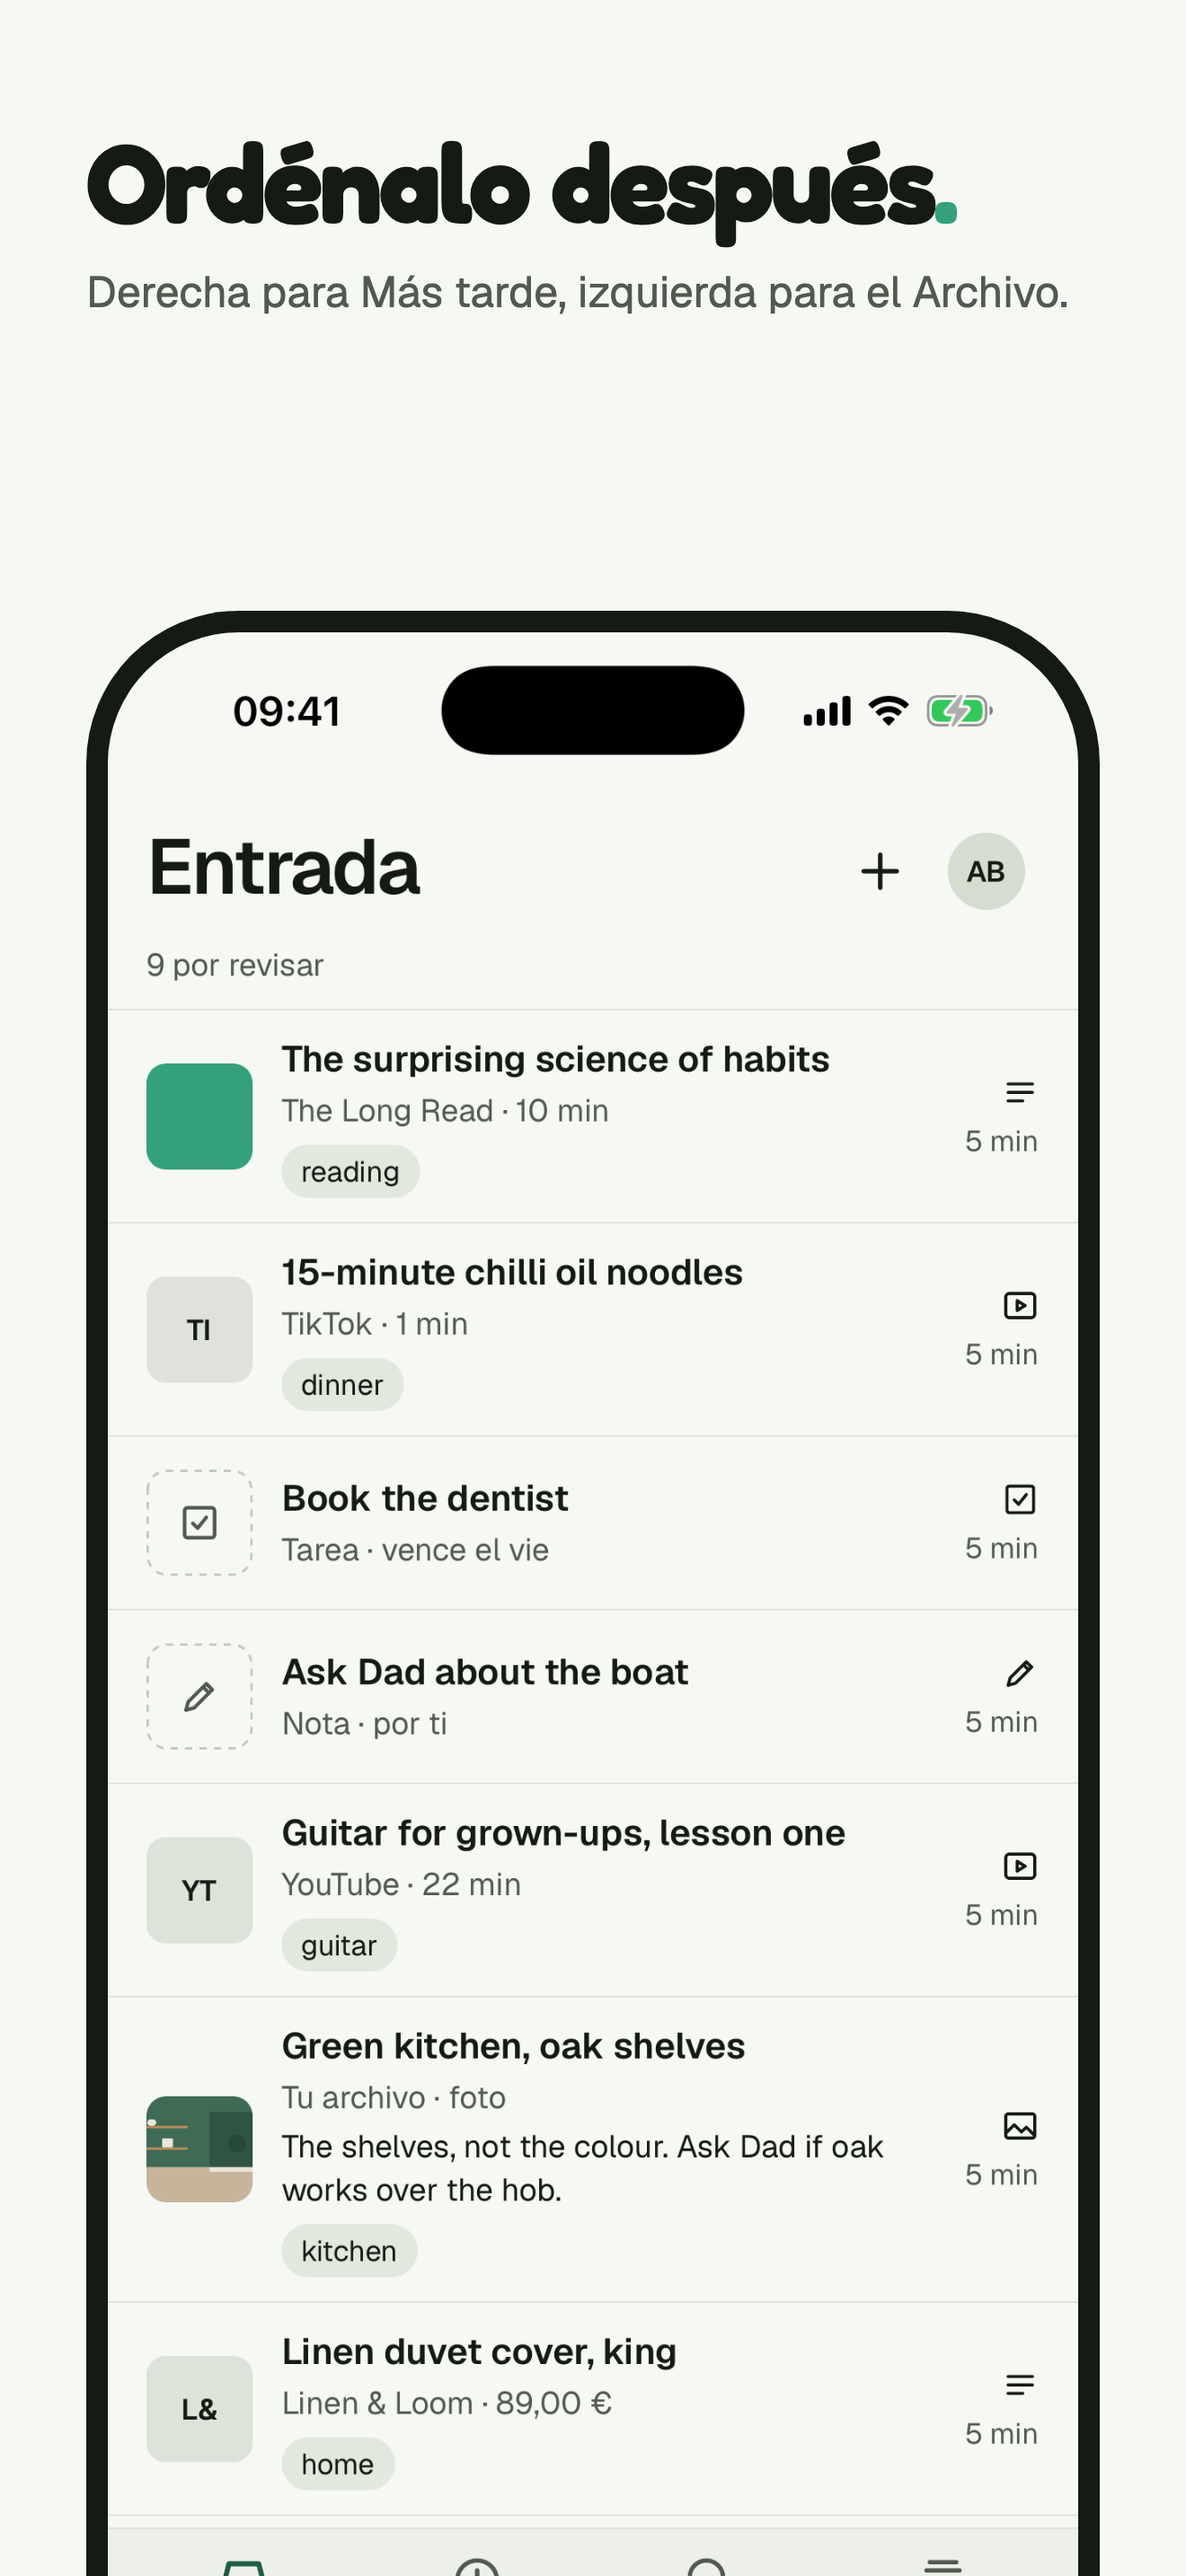 Ordénalo después.
Derecha para Más tarde, izquierda para el Archivo.
09:41
Entrada
AB
9 por revisar
The surprising science of habits
The Long Read · 10 min
5 min
reading
15-minute chilli oil noodles
TI
TikTok · 1 min
5 min
dinner
Book the dentist
Tarea · vence el vie
5 min
Ask Dad about the boat
Nota · por ti
5 min
Guitar for grown-ups, lesson one
YT
YouTube · 22 min
5 min
guitar
Green kitchen, oak shelves
Tu archivo · foto
The shelves, not the colour. Ask Dad if oak
works over the hob.
5 min
kitchen
Linen duvet cover, king
L&
Linen & Loom · 89,00 €
5 min
home